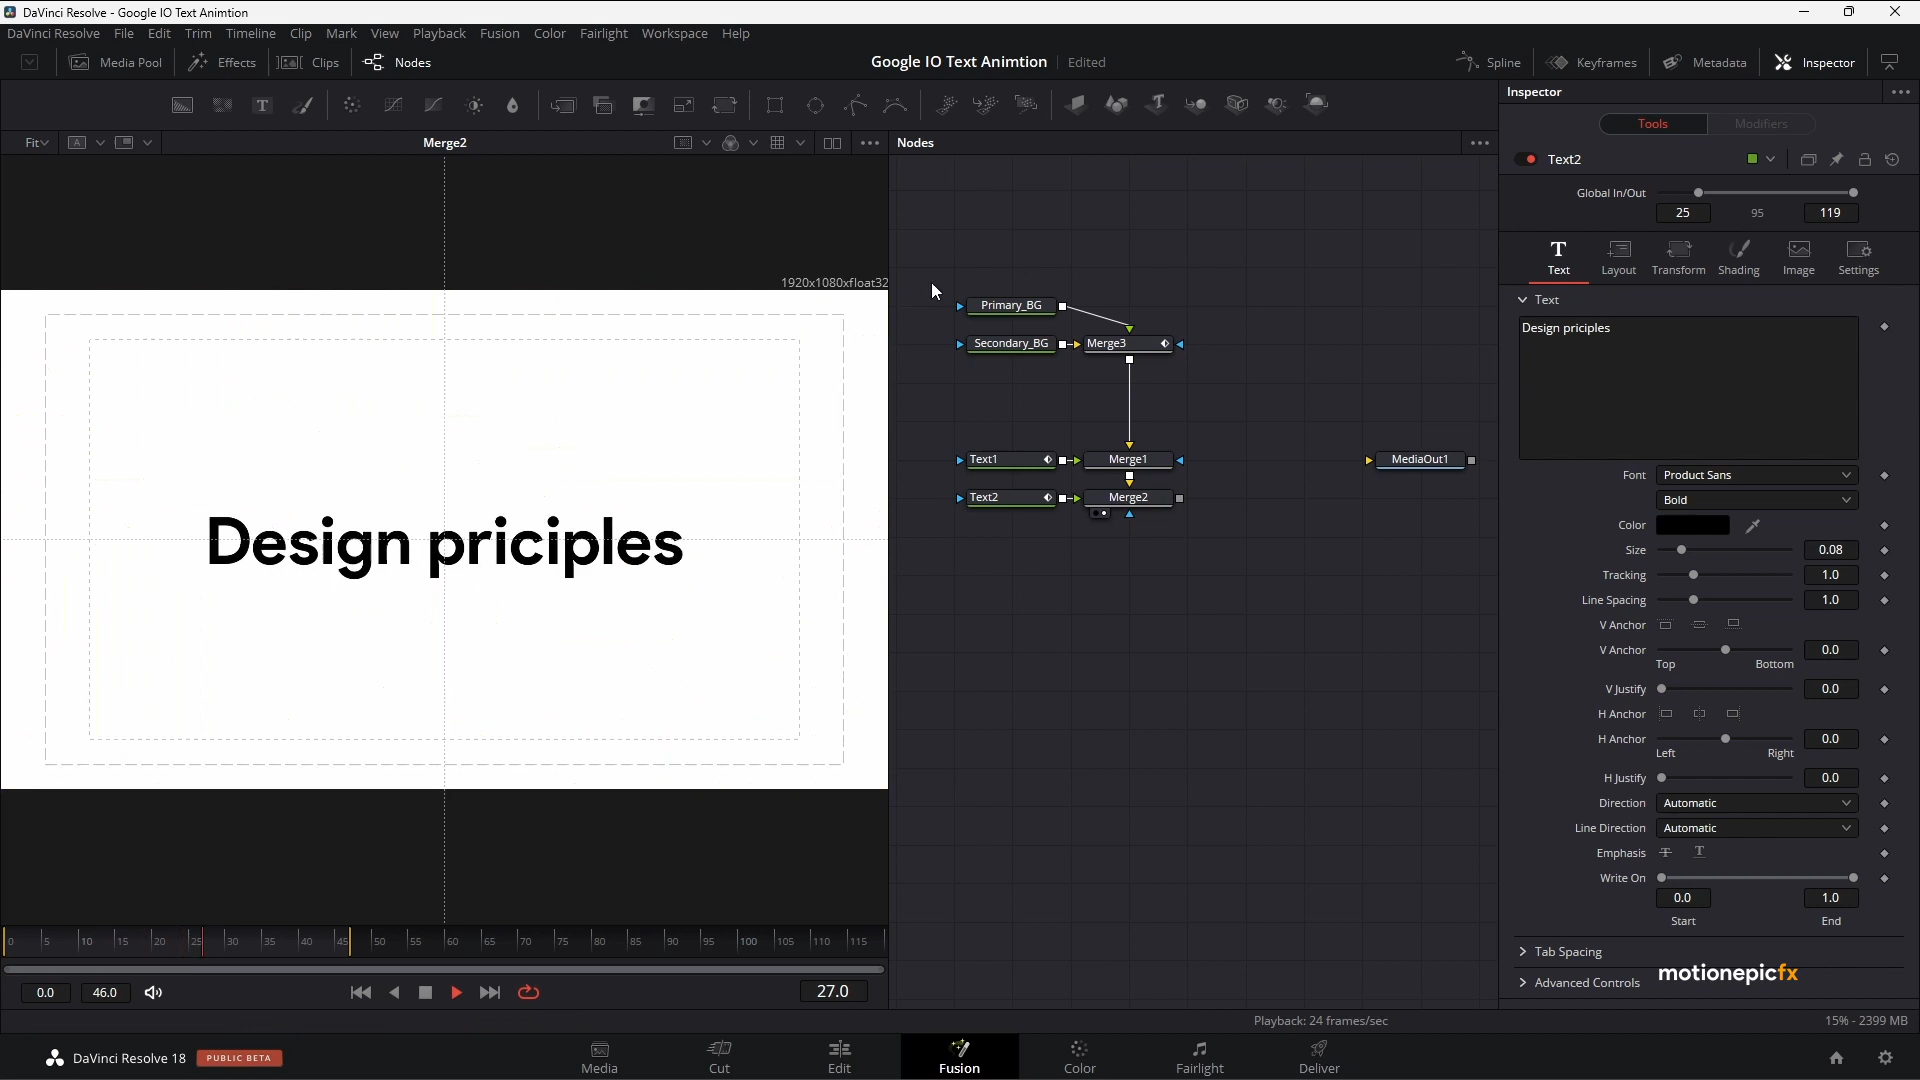 DaVinci Resolve - Google IO Text Animtion
DaVinci Resolve File Edit Trim Timeline Clip Mark View Playback Fusion Color Fairlight Workspace Help
Media Pool Effects Clips Nodes Google IO Text Animtion Edited Spline Keyframes Metadata Inspector
Inspector
Tools Modifiers
Fit Merge2 Nodes
Text2
Global In/Out
25 95 119
Text Layout Transform Shading Image Settings
1920x1080xfloat32
Text
Design priciples
Primary_BG
Secondary_BG Merge3
Text1 Merge1 MediaOut1
Text2 Merge2
Design priciples
Font Product Sans
Bold
Color
Size 0.08
Tracking 1.0
Line Spacing 1.0
V Anchor
V Anchor 0.0
Top Bottom
V Justify 0.0
H Anchor
H Anchor 0.0
Left Right
H Justify 0.0
Direction Automatic
Line Direction Automatic
Emphasis
Write On
0.0 1.0
Start End
Tab Spacing
Advanced Controls
motionepicfx
0 5 10 15 20 25 30 35 40 45 50 55 60 65 70 75 80 85 90 95 100 105 110 115
0.0 46.0 27.0
Playback: 24 frames/sec 15% - 2399 MB
DaVinci Resolve 18 PUBLIC BETA
Media Cut Edit Fusion Color Fairlight Deliver